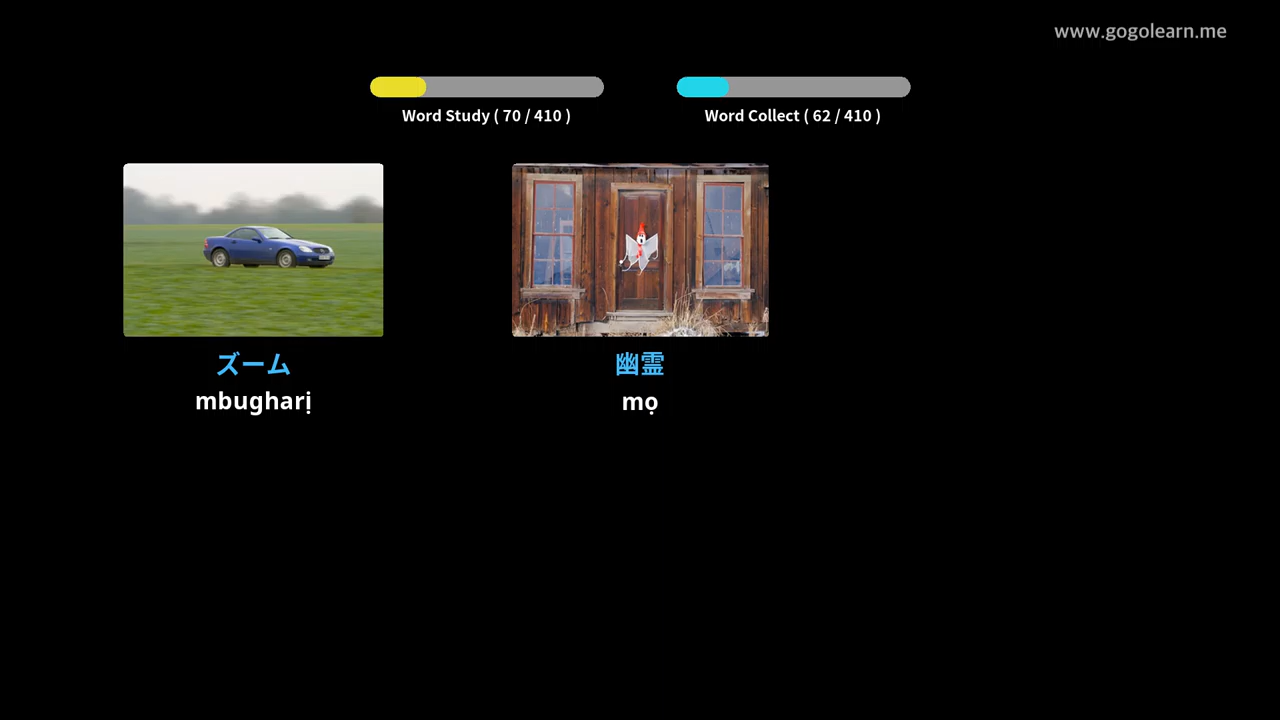 www.gogolearn.me
Word Study ( 70 / 410 )
Word Collect ( 62 / 410 )
ズーム
mbugharị
幽霊
mọ